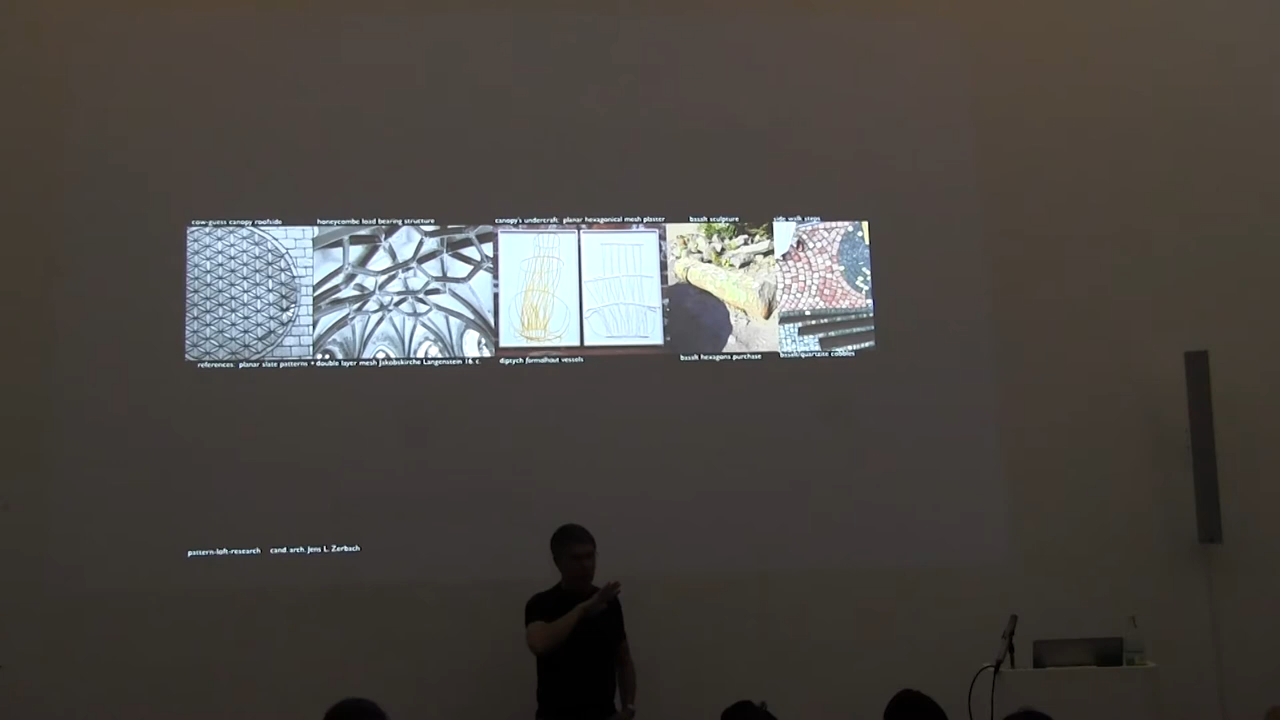 cow-guess canopy roofside
honeycombe load bearing structure
canopy's undercraft: planar hexagonical mesh plaster
basalt sculpture
side walk steps
references: planar slate patterns + double layer mesh Jakobskirche Langenstein 16. c.
diptych formalhaut vessels
basalt hexagons purchase
basalt/quartzite cobbles
pattern-loft-research cand. arch. Jens L. Zerbach